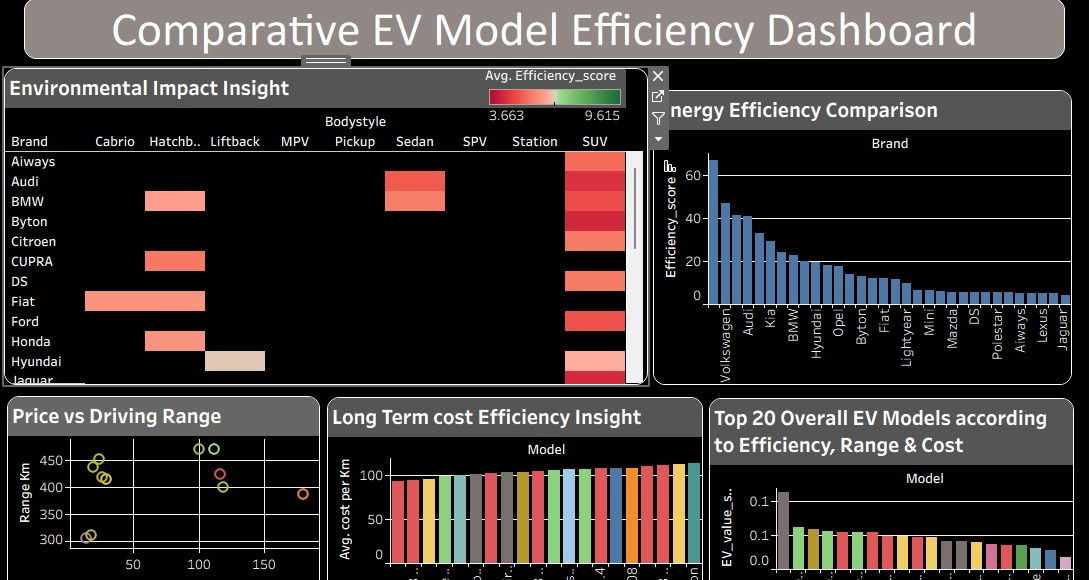 Comparative EV Model Efficiency Dashboard
Environmental Impact Insight
Avg. Efficiency_score
3.663 9.615
Bodystyle
Brand Cabrio Hatchb.. Liftback MPV Pickup Sedan SPV Station SUV
Aiways
Audi
BMW
Byton
Citroen
CUPRA
DS
Fiat
Ford
Honda
Hyundai
Jaguar
nergy Efficiency Comparison
Brand
Efficiency_score
60
40
20
0
Volkswagen
Audi
Kia
BMW
Hyundai
Opel
Byton
Fiat
Lightyear
Mini
Mazda
DS
Polestar
Aiways
Lexus
Jaguar
Price vs Driving Range
Range Km
450
400
350
300
50 100 150
Long Term cost Efficiency Insight
Model
Avg. cost per Km
100
50
0
Top 20 Overall EV Models according
to Efficiency, Range & Cost
Model
EV_value_s..
0.1
0.1
0.0